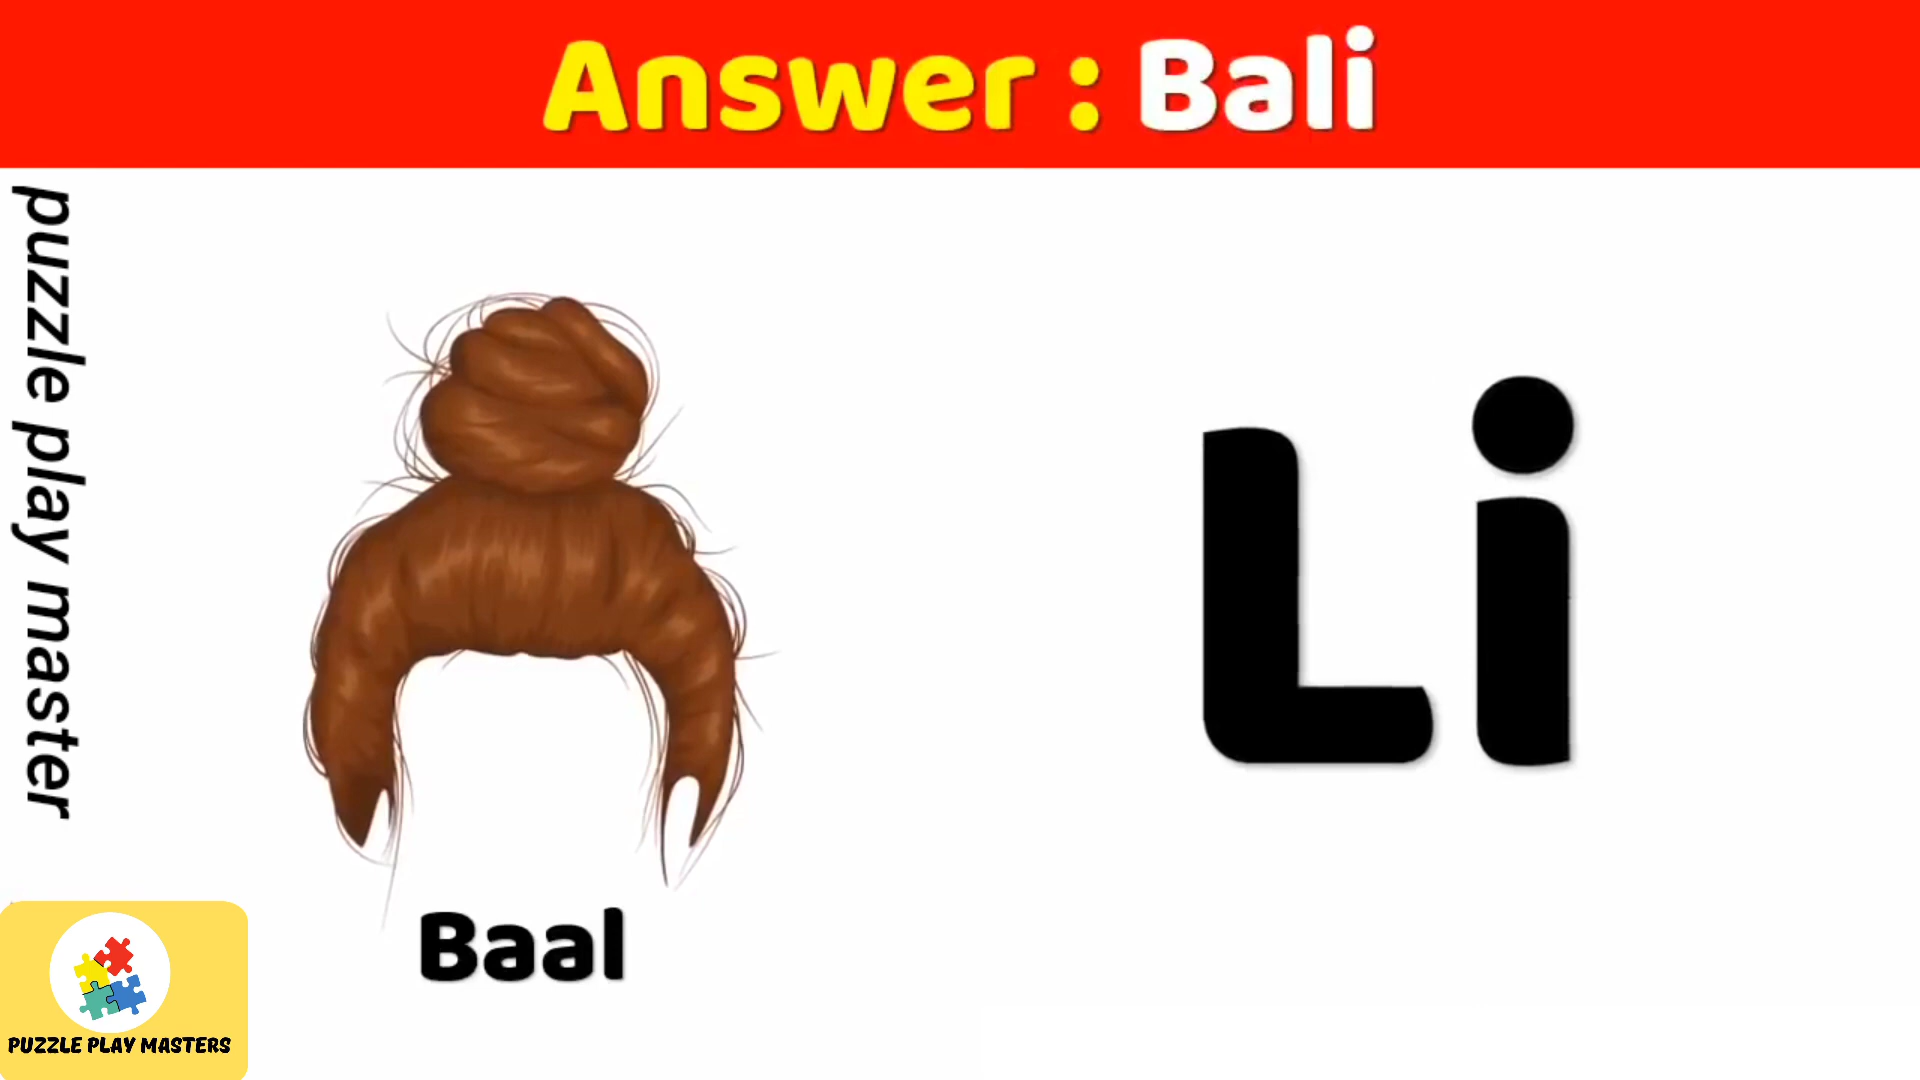 Answer : Bali
puzzle play master
Li
Baal
PUZZLE PLAY MASTERS